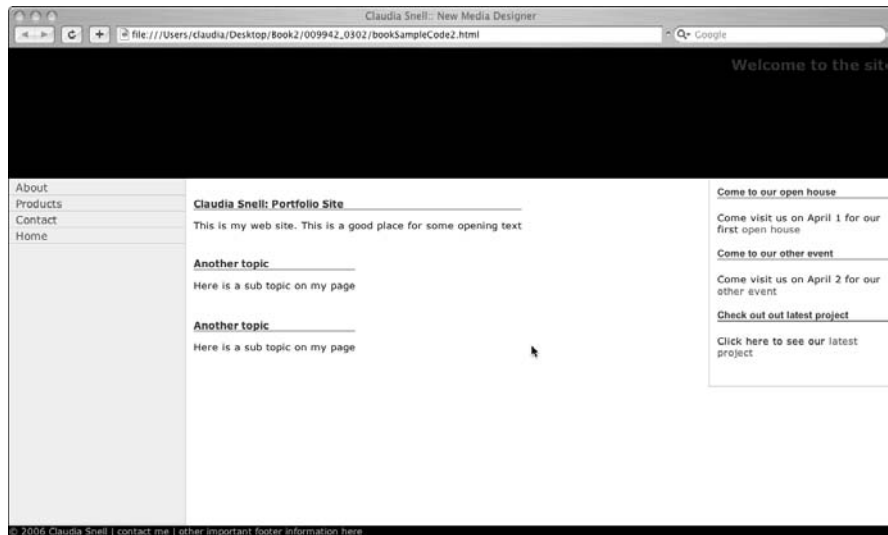 Claudia Snell:: New Media Designer
file:///Users/claudia/Desktop/Book2/009942_0302/bookSampleCode2.html
Google
Welcome to the site
About
Products
Contact
Home
Claudia Snell: Portfolio Site
This is my web site. This is a good place for some opening text
Another topic
Here is a sub topic on my page
Another topic
Here is a sub topic on my page
Come to our open house
Come visit us on April 1 for our
first open house
Come to our other event
Come visit us on April 2 for our
other event
Check out out latest project
Click here to see our latest
project
© 2006 Claudia Snell | contact me | other important footer information here